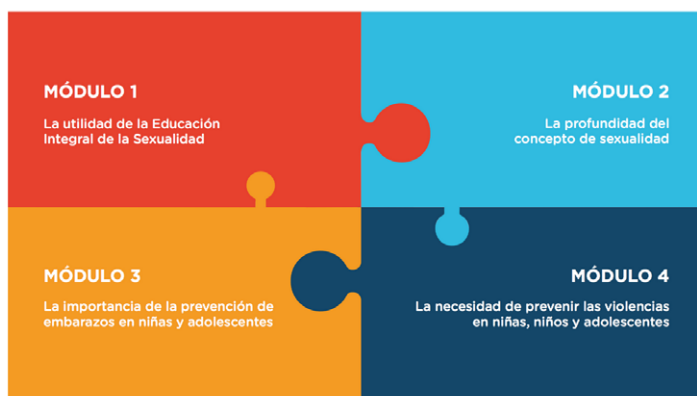 MÓDULO 1
La utilidad de la Educación
Integral de la Sexualidad
MÓDULO 2
La profundidad del
concepto de sexualidad
MÓDULO 3
La importancia de la prevención de
embarazos en niñas y adolescentes
MÓDULO 4
La necesidad de prevenir las violencias
en niñas, niños y adolescentes